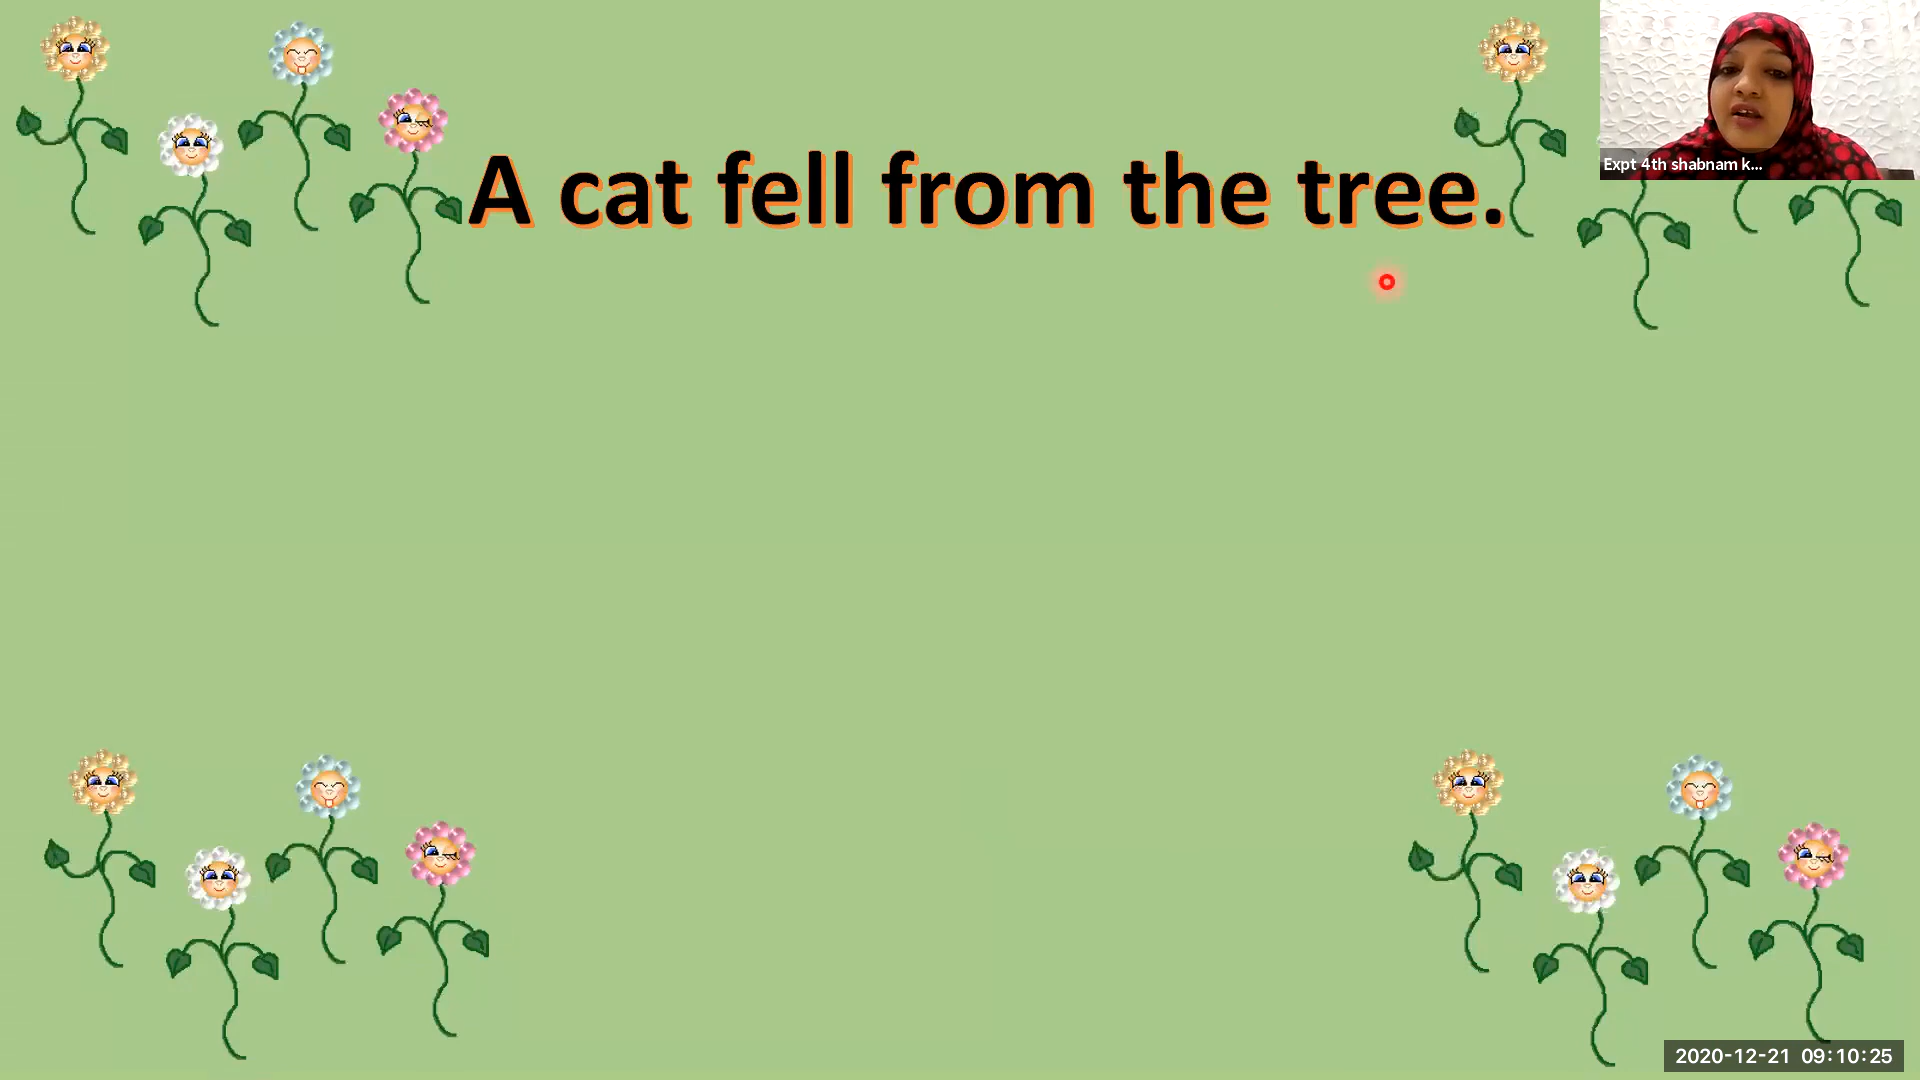 A cat fell from the tree.
Expt 4th shabnam k...
2020-12-21 09:10:25